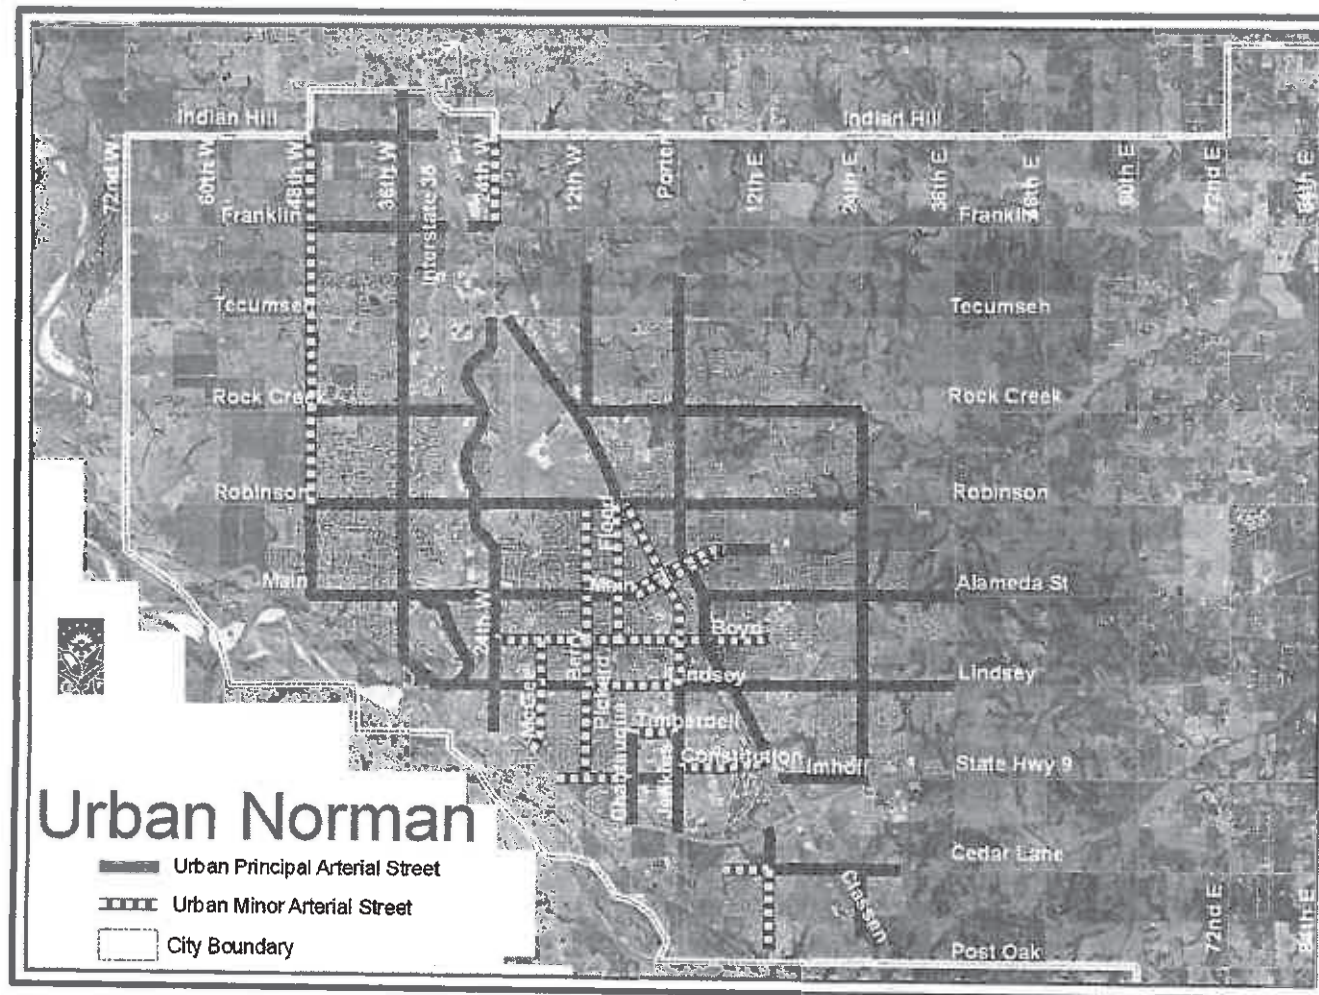 Indian Hill
Indian Hill
72nd W
60th W
48th W
36th W
Interstate 35
24th W
12th W
Porter
12th E
24th E
36th E
48th E
60th E
72nd E
84th E
Franklin
Franklin
Tecumseh
Tecumseh
Rock Creek
Rock Creek
Robinson
Robinson
Flood
Main
Main
Alameda St
24th W
Boyd
Berry
Pickard
McGee
Lindsey
Lindsey
Timberdell
Chautauqua
Jenkins
Constitution
Imhoff
State Hwy 9
Cedar Lane
Classen
Post Oak
72nd E
84th E
Urban Norman
Urban Principal Arterial Street
Urban Minor Arterial Street
City Boundary